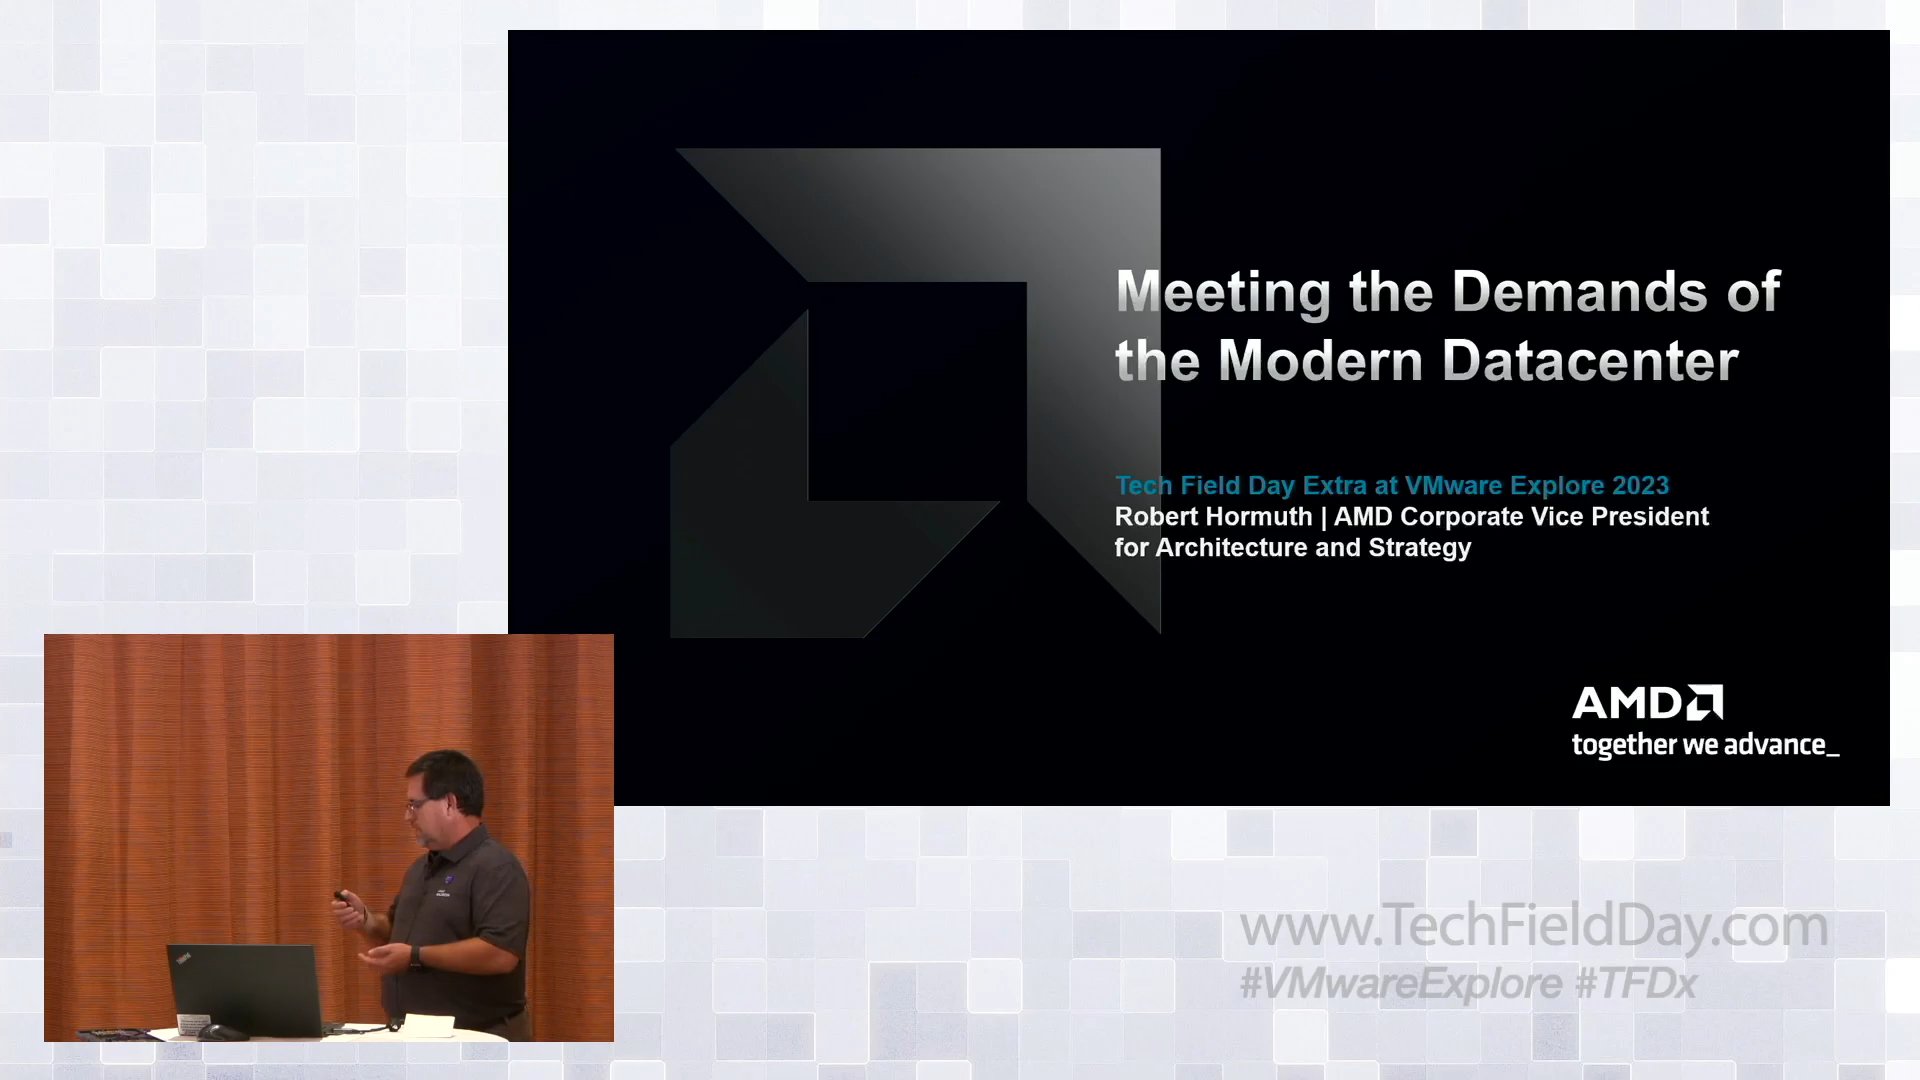 Meeting the Demands of
the Modern Datacenter
Tech Field Day Extra at VMware Explore 2023
Robert Hormuth | AMD Corporate Vice President
for Architecture and Strategy
AMD
together we advance_
www.TechFieldDay.com
#VMwareExplore #TFDx